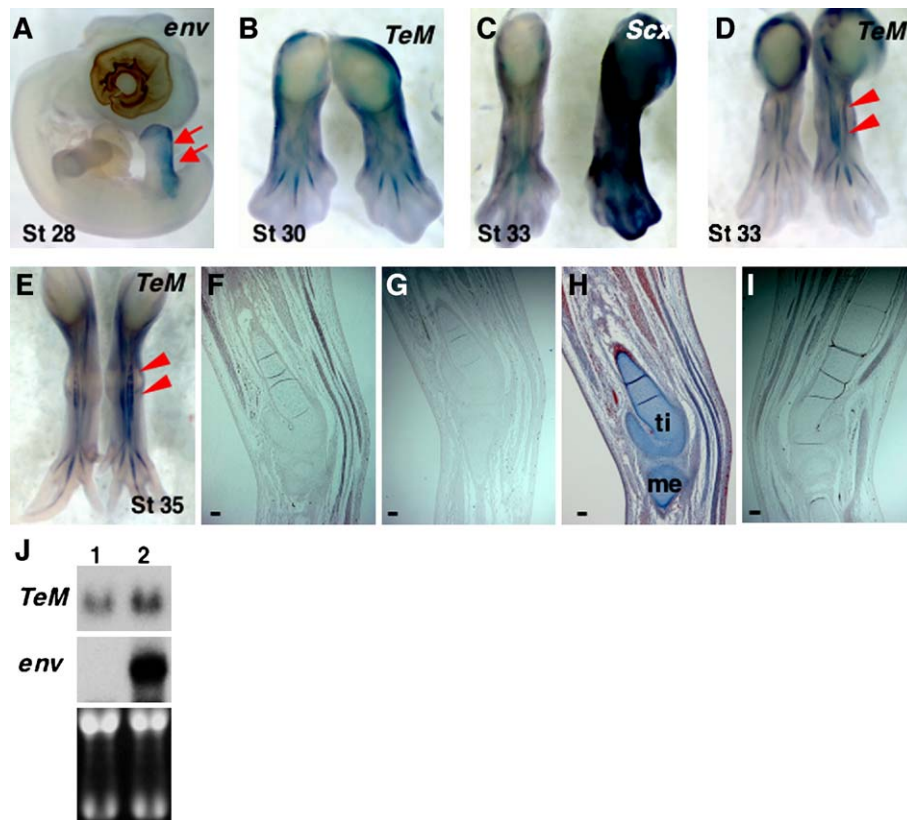 A env
B TeM
C Scx
D TeM
St 28
St 30
St 33
St 33
E TeM
F
G
H
I
ti
me
St 35
J
1 2
TeM
env